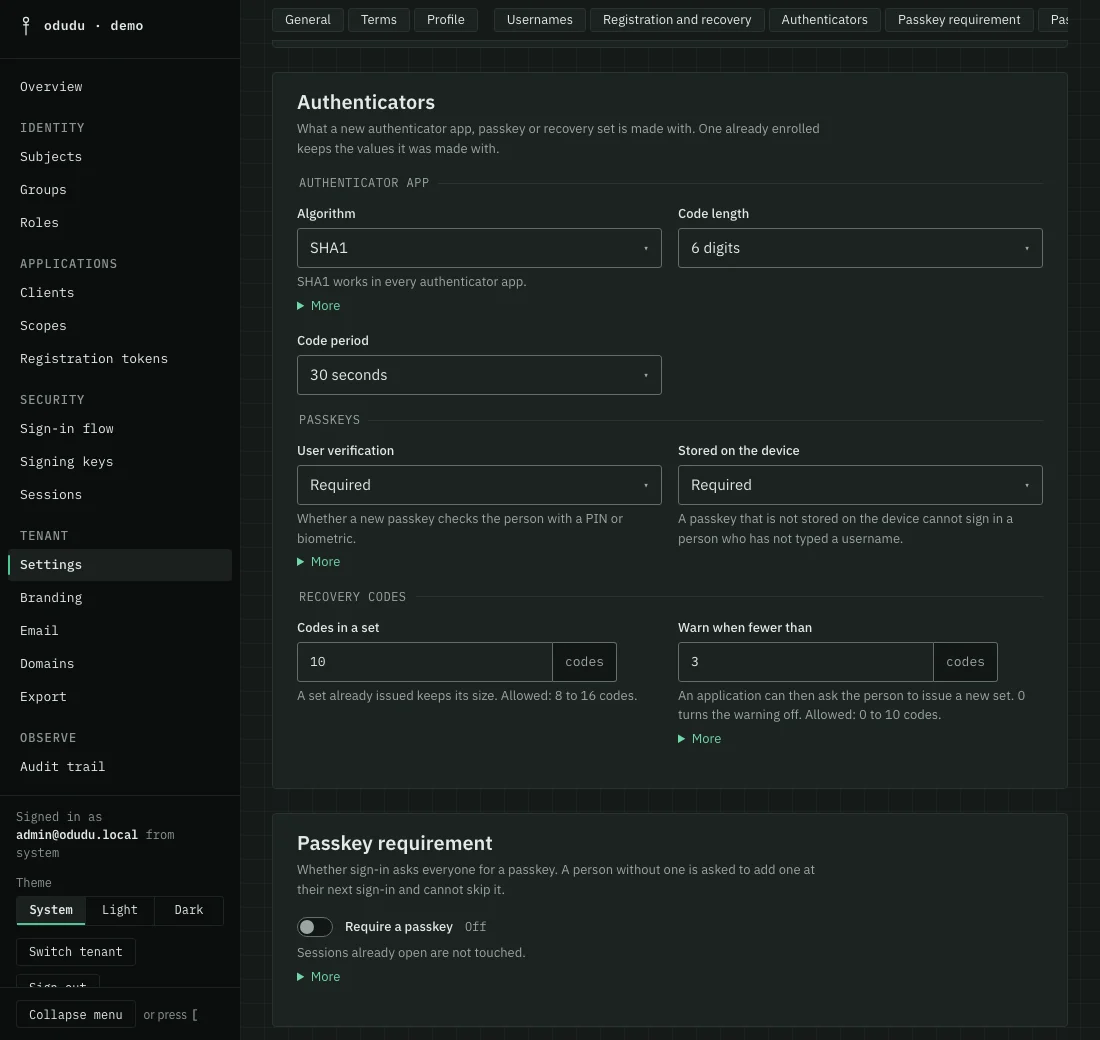 odudu · demo
Overview
IDENTITY
Subjects
Groups
Roles
APPLICATIONS
Clients
Scopes
Registration tokens
SECURITY
Sign-in flow
Signing keys
Sessions
TENANT
Settings
Branding
Email
Domains
Export
OBSERVE
Audit trail
Signed in as
admin@odudu.local from
system
Theme
System Light Dark
Switch tenant
Sign out
Collapse menu or press [
General Terms Profile Usernames Registration and recovery Authenticators Passkey requirement Pas
Authenticators
What a new authenticator app, passkey or recovery set is made with. One already enrolled
keeps the values it was made with.
AUTHENTICATOR APP
Algorithm Code length
SHA1 6 digits
SHA1 works in every authenticator app.
More
Code period
30 seconds
PASSKEYS
User verification Stored on the device
Required Required
Whether a new passkey checks the person with a PIN or
biometric.
More
A passkey that is not stored on the device cannot sign in a
person who has not typed a username.
RECOVERY CODES
Codes in a set Warn when fewer than
10 codes 3 codes
A set already issued keeps its size. Allowed: 8 to 16 codes.
An application can then ask the person to issue a new set. 0
turns the warning off. Allowed: 0 to 10 codes.
More
Passkey requirement
Whether sign-in asks everyone for a passkey. A person without one is asked to add one at
their next sign-in and cannot skip it.
Require a passkey Off
Sessions already open are not touched.
More